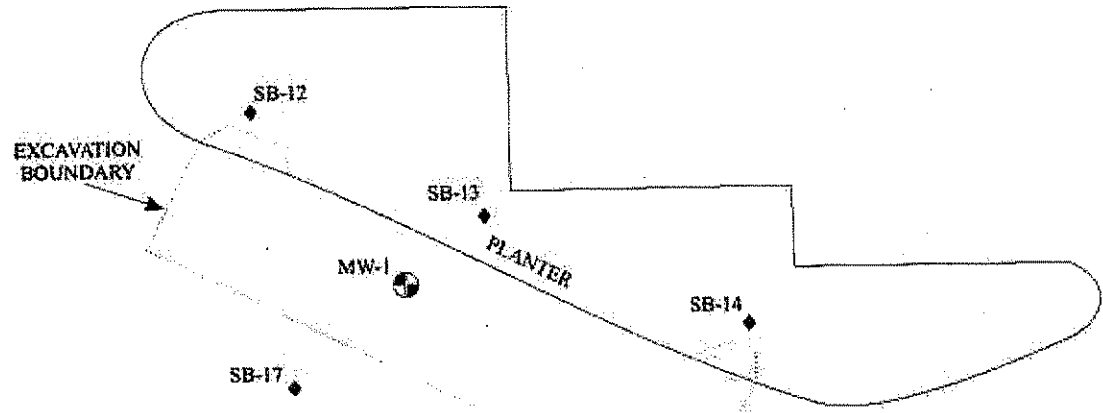 SB-12
EXCAVATION
BOUNDARY
SB-13
PLANTER
MW-1
SB-14
SB-17